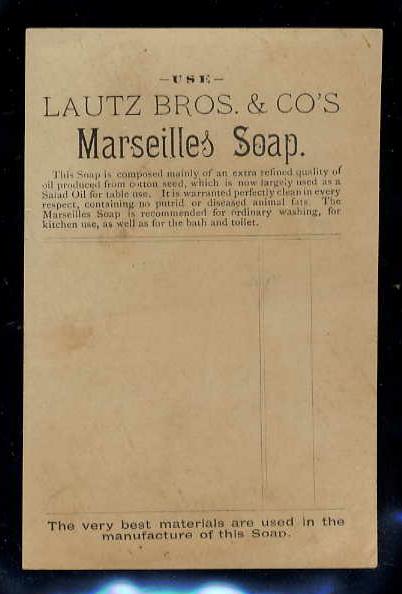 —USE—
LAUTZ BROS. & CO'S
Marseilles Soap.
This Soap is composed mainly of an extra refined quality of
oil produced from cotton seed, which is now largely used as a
Salad Oil for table use. It is warranted perfectly clean in every
respect, containing no putrid or diseased animal fats. The
Marseilles Soap is recommended for ordinary washing, for
kitchen use, as well as for the bath and toilet.
The very best materials are used in the
manufacture of this Soap.